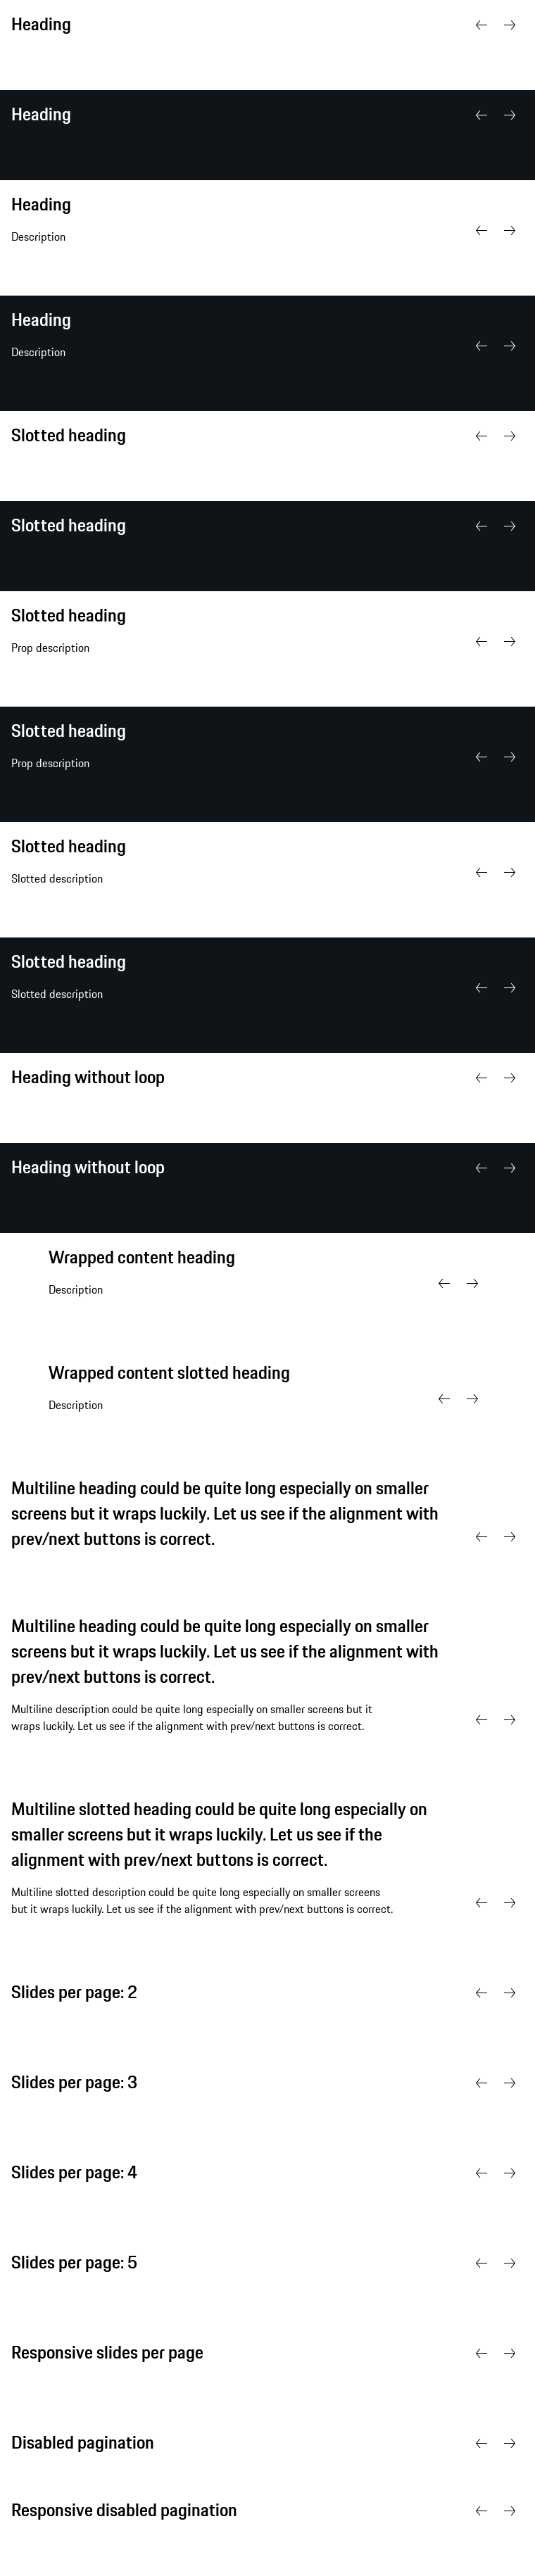 Heading
Heading
Heading
Description
Heading
Description
Slotted heading
Slotted heading
Slotted heading
Prop description
Slotted heading
Prop description
Slotted heading
Slotted description
Slotted heading
Slotted description
Heading without loop
Heading without loop
Wrapped content heading
Description
Wrapped content slotted heading
Description
Multiline heading could be quite long especially on smaller
screens but it wraps luckily. Let us see if the alignment with
prev/next buttons is correct.
Multiline heading could be quite long especially on smaller
screens but it wraps luckily. Let us see if the alignment with
prev/next buttons is correct.
Multiline description could be quite long especially on smaller screens but it
wraps luckily. Let us see if the alignment with prev/next buttons is correct.
Multiline slotted heading could be quite long especially on
smaller screens but it wraps luckily. Let us see if the
alignment with prev/next buttons is correct.
Multiline slotted description could be quite long especially on smaller screens
but it wraps luckily. Let us see if the alignment with prev/next buttons is correct.
Slides per page: 2
Slides per page: 3
Slides per page: 4
Slides per page: 5
Responsive slides per page
Disabled pagination
Responsive disabled pagination